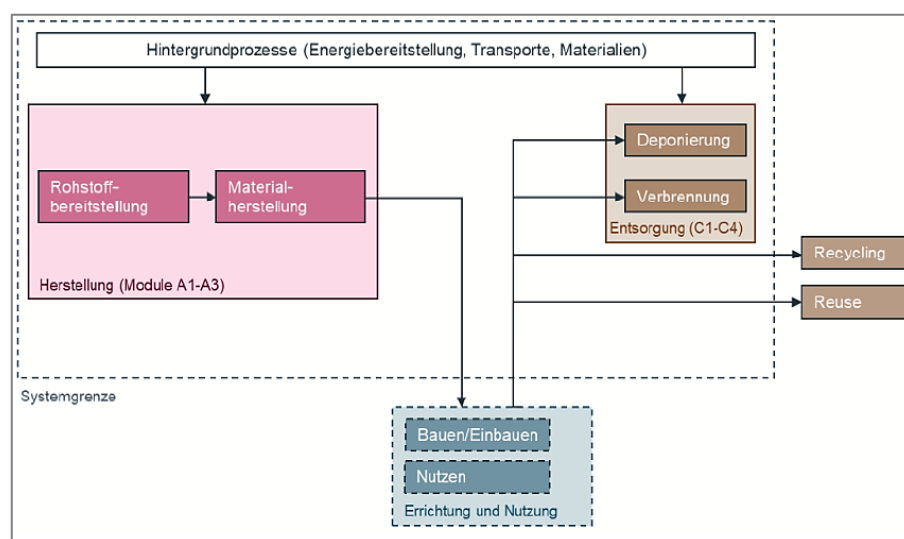 Hintergrundprozesse (Energiebereitstellung, Transporte, Materialien)
Rohstoff-
bereitstellung
Material-
herstellung
Herstellung (Module A1-A3)
Deponierung
Verbrennung
Entsorgung (C1-C4)
Recycling
Reuse
Systemgrenze
Bauen/Einbauen
Nutzen
Errichtung und Nutzung